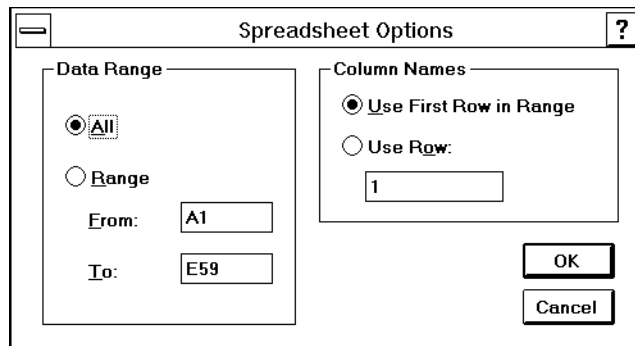 Spreadsheet Options
?
Data Range
All
Range
From: A1
To: E59
Column Names
Use First Row in Range
Use Row:
1
OK
Cancel